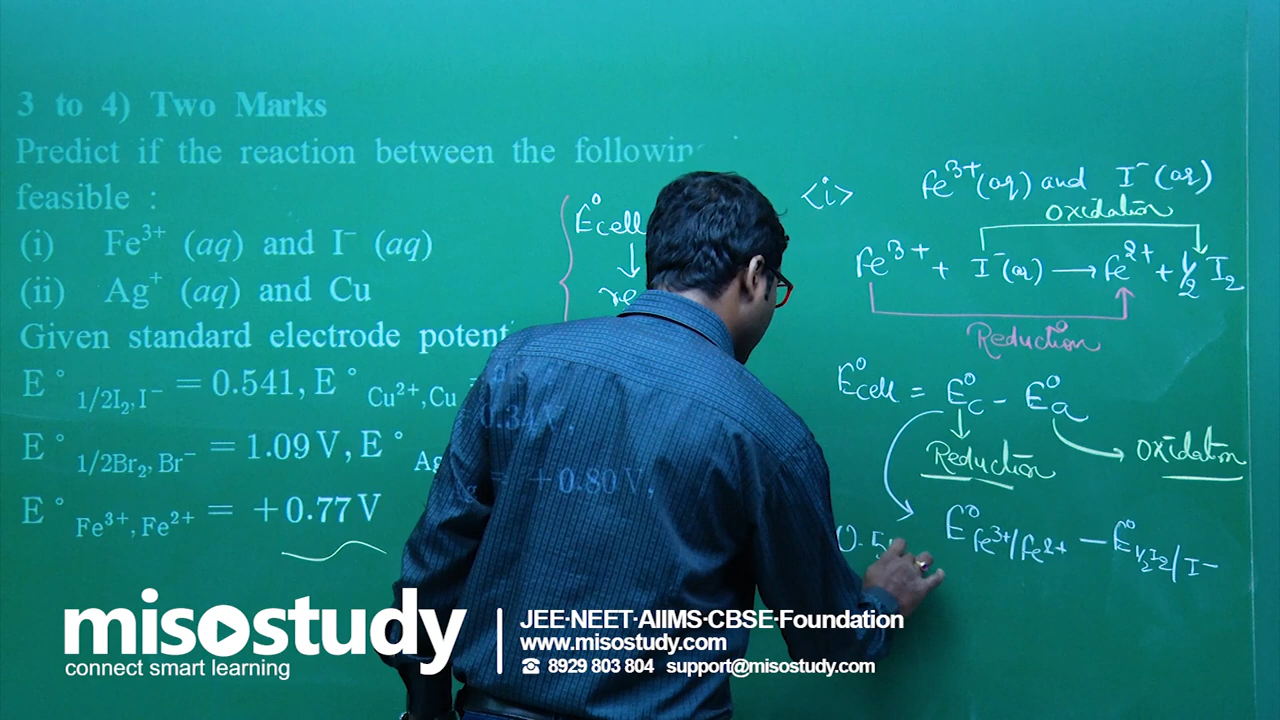 3 to 4) Two Marks
Predict if the reaction between the following
feasible :
(i) Fe³⁺ (aq) and I⁻ (aq)
(ii) Ag⁺ (aq) and Cu
Given standard electrode
E° 1/2I₂, I⁻ = 0.541, E° Cu²⁺, Cu = 0.34V,
E° 1/2Br₂, Br⁻ = 1.09 V, E° Ag = +0.80 V,
E° Fe³⁺, Fe²⁺ = +0.77 V
E°cell
↓
<i> Fe³⁺(aq) and I⁻(aq)
Oxidation
Fe³⁺ + I⁻(aq) → Fe²⁺ + ½ I₂
Reduction
E°cell = E°c - E°a
Reduction
Oxidation
E°Fe³⁺/Fe²⁺ - E°½I₂/I⁻
misostudy
connect smart learning
JEE·NEET·AIIMS·CBSE·Foundation
www.misostudy.com
☎ 8929 803 804 support@misostudy.com